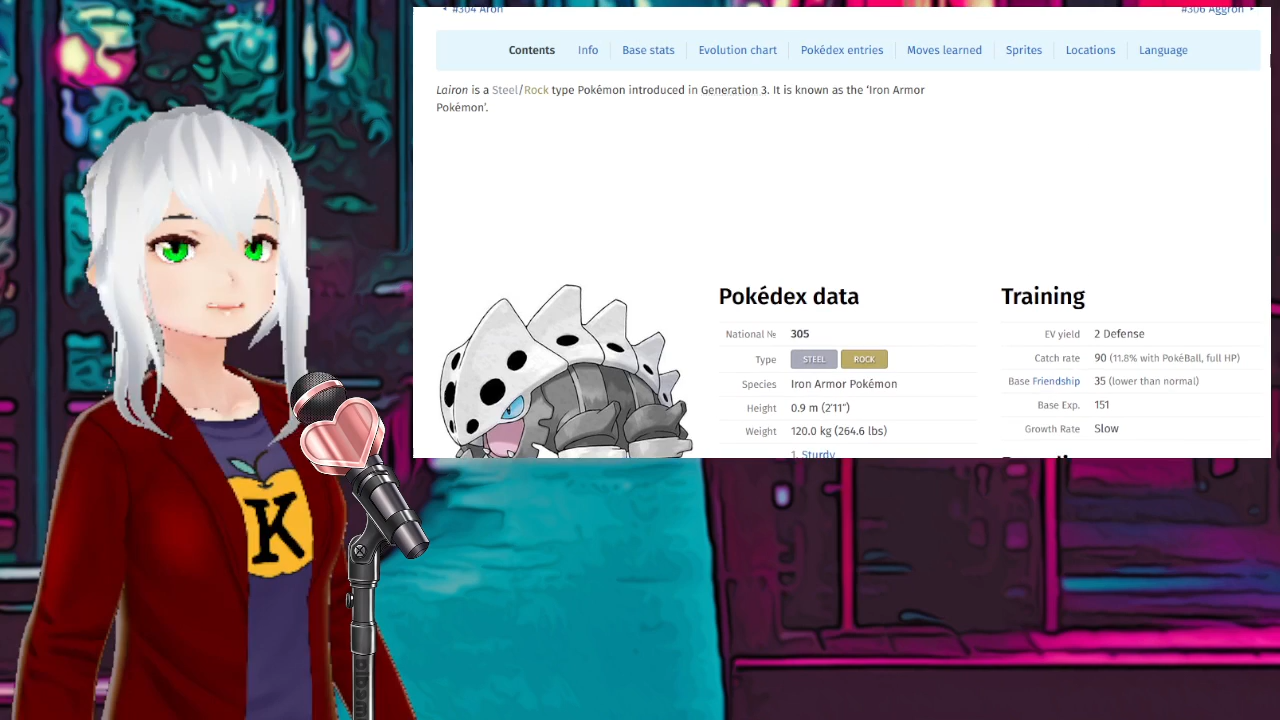 #304 Aron
#306 Aggron
Contents Info Base stats Evolution chart Pokédex entries Moves learned Sprites Locations Language
Lairon is a Steel/Rock type Pokémon introduced in Generation 3. It is known as the ‘Iron Armor
Pokémon’.
Pokédex data
National № 305
Type STEEL ROCK
Species Iron Armor Pokémon
Height 0.9 m (2′11″)
Weight 120.0 kg (264.6 lbs)
1. Sturdy
Training
EV yield 2 Defense
Catch rate 90 (11.8% with PokéBall, full HP)
Base Friendship 35 (lower than normal)
Base Exp. 151
Growth Rate Slow
K